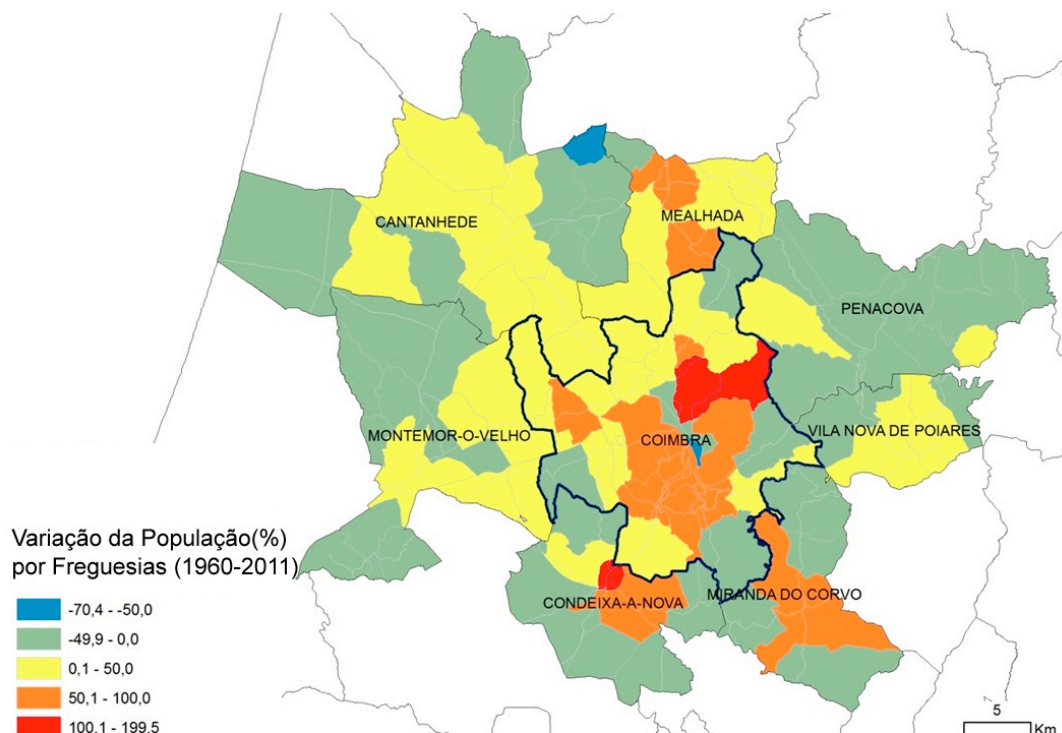 CANTANHEDE
MEALHADA
PENACOVA
MONTEMOR-O-VELHO
COIMBRA
VILA NOVA DE POIARES
CONDEIXA-A-NOVA
MIRANDA DO CORVO
Variação da População(%)
por Freguesias (1960-2011)
-70,4 - -50,0
-49,9 - 0,0
0,1 - 50,0
50,1 - 100,0
100,1 - 199,5
5
Km